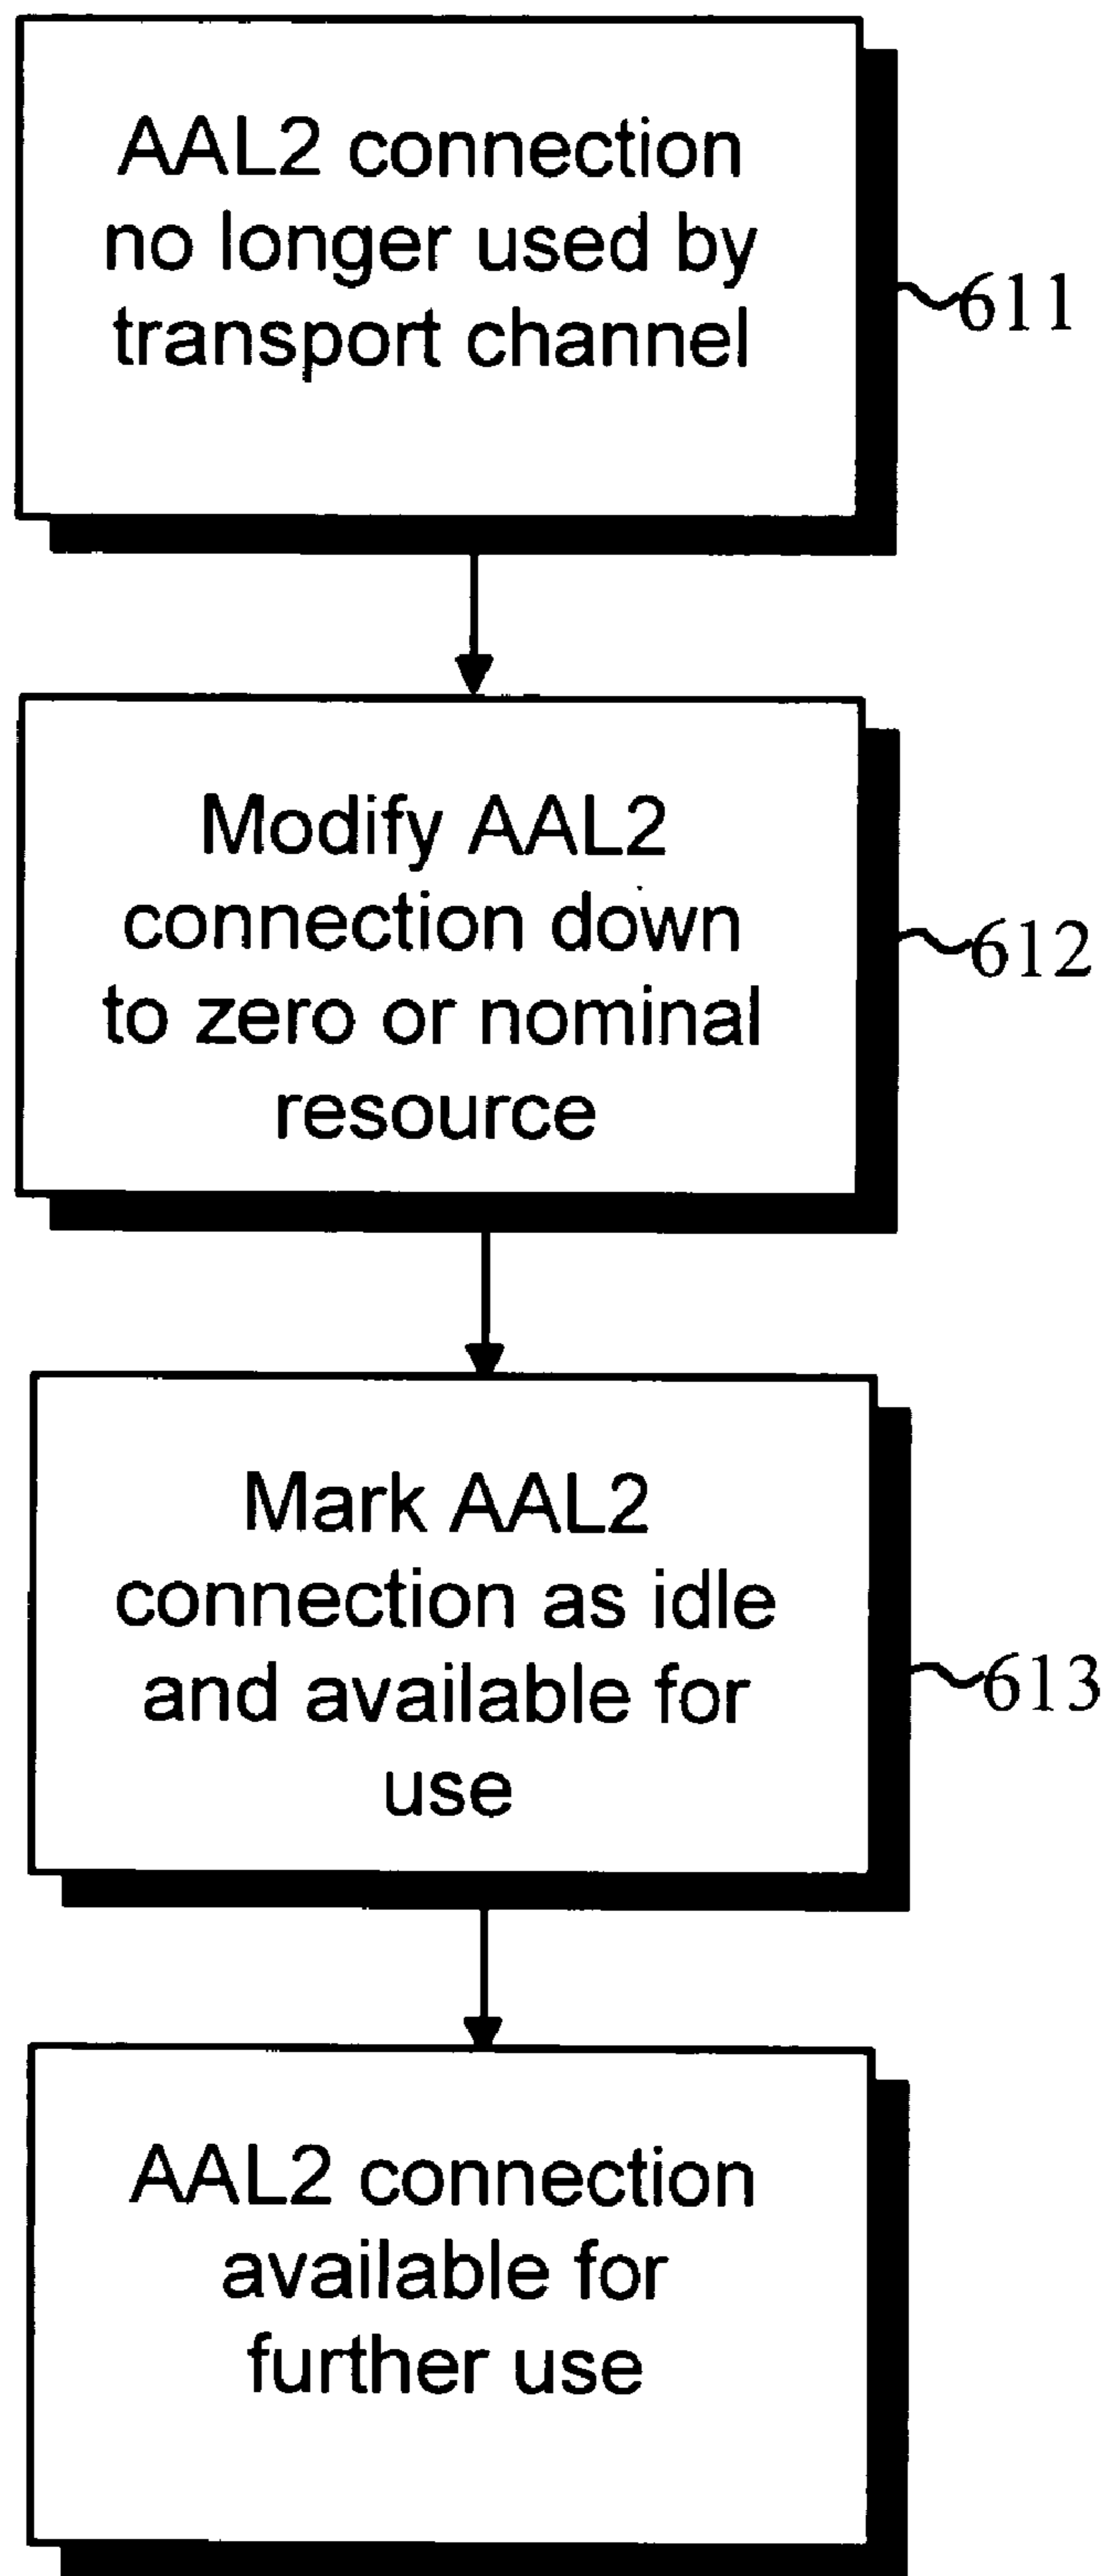 AAL2 connection
no longer used by
transport channel
611
Modify AAL2
connection down
to zero or nominal
resource
612
Mark AAL2
connection as idle
and available for
use
613
AAL2 connection
available for
further use